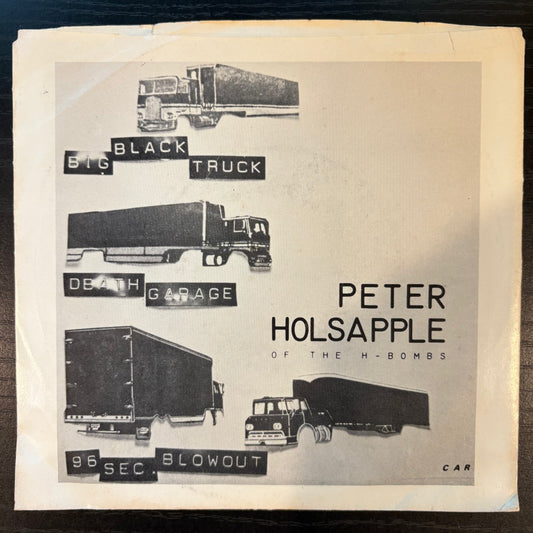 BIG BLACK TRUCK
DEATH GARAGE
PETER
HOLSAPPLE
OF THE H-BOMBS
96 SEC. BLOWOUT
CAR